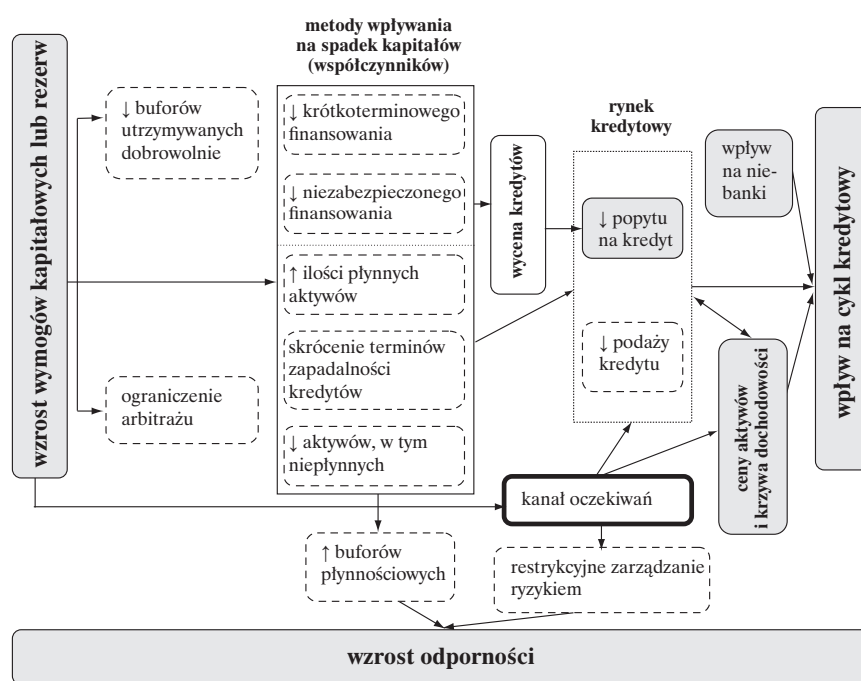 metody wpływania
na spadek kapitałów
(współczynników)
wzrost wymogów kapitałowych lub rezerw
↓ buforów
utrzymywanych
dobrowolnie
ograniczenie
arbitrażu
↓ krótkoterminowego
finansowania
↓ niezabezpieczonego
finansowania
↑ ilości płynnych
aktywów
skrócenie terminów
zapadalności
kredytów
↓ aktywów, w tym
niepłynnych
wycena kredytów
rynek
kredytowy
↓ popytu
na kredyt
↓ podaży
kredytu
wpływ
na nie-
banki
ceny aktywów
i krzywa dochodowości
wpływ na cykl kredytowy
kanał oczekiwań
↑ buforów
płynnościowych
restrykcyjne zarządzanie
ryzykiem
wzrost odporności